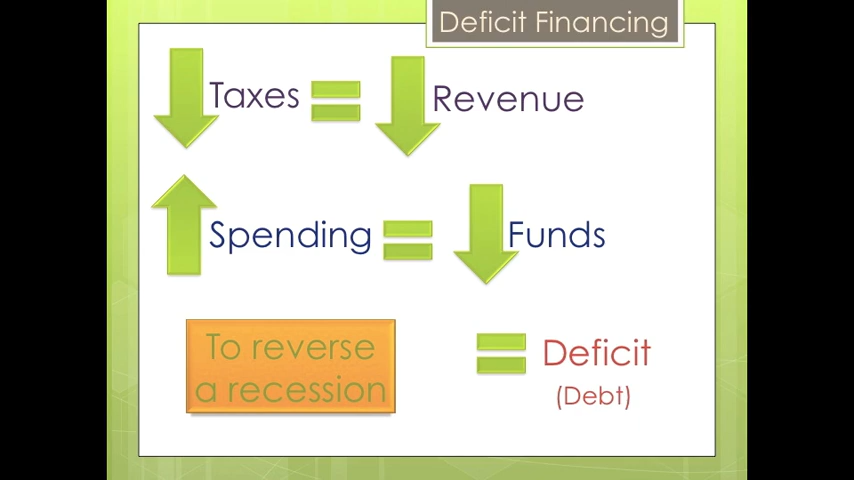 Deficit Financing
Taxes = Revenue
Spending = Funds
To reverse
a recession
= Deficit
(Debt)